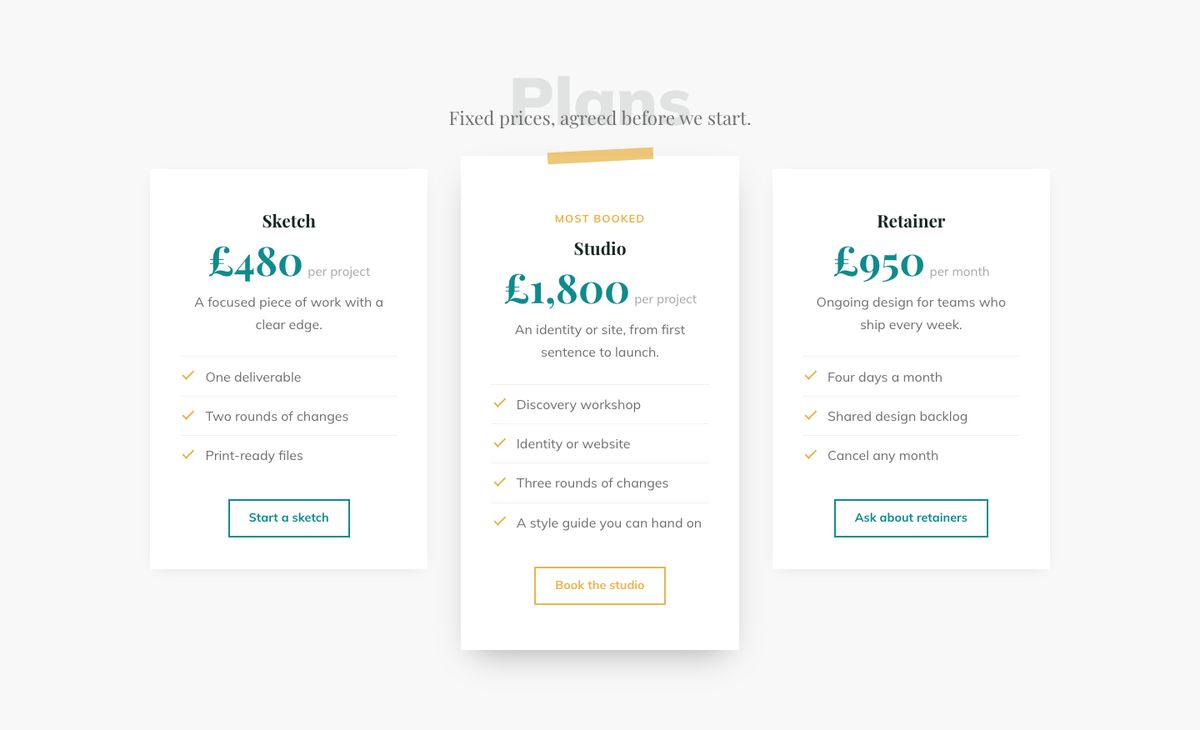 Plans
Fixed prices, agreed before we start.
Sketch
£480 per project
A focused piece of work with a
clear edge.
One deliverable
Two rounds of changes
Print-ready files
Start a sketch
MOST BOOKED
Studio
£1,800 per project
An identity or site, from first
sentence to launch.
Discovery workshop
Identity or website
Three rounds of changes
A style guide you can hand on
Book the studio
Retainer
£950 per month
Ongoing design for teams who
ship every week.
Four days a month
Shared design backlog
Cancel any month
Ask about retainers